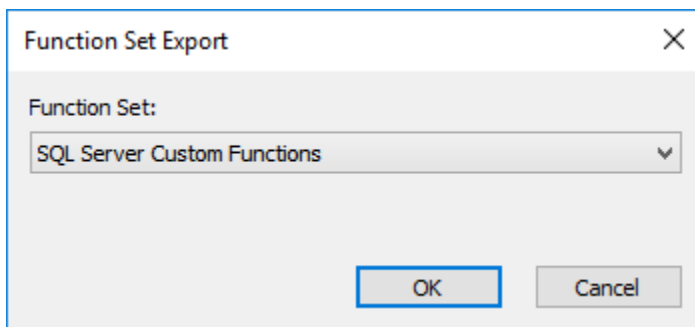 Function Set Export
Function Set:
SQL Server Custom Functions
OK
Cancel